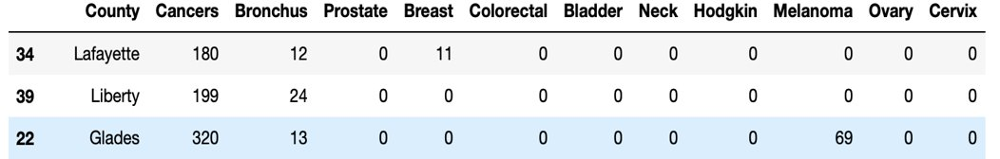 County Cancers Bronchus Prostate Breast Colorectal Bladder Neck Hodgkin Melanoma Ovary Cervix
34 Lafayette 180 12 0 11 0 0 0 0 0 0 0
39 Liberty 199 24 0 0 0 0 0 0 0 0 0
22 Glades 320 13 0 0 0 0 0 0 69 0 0